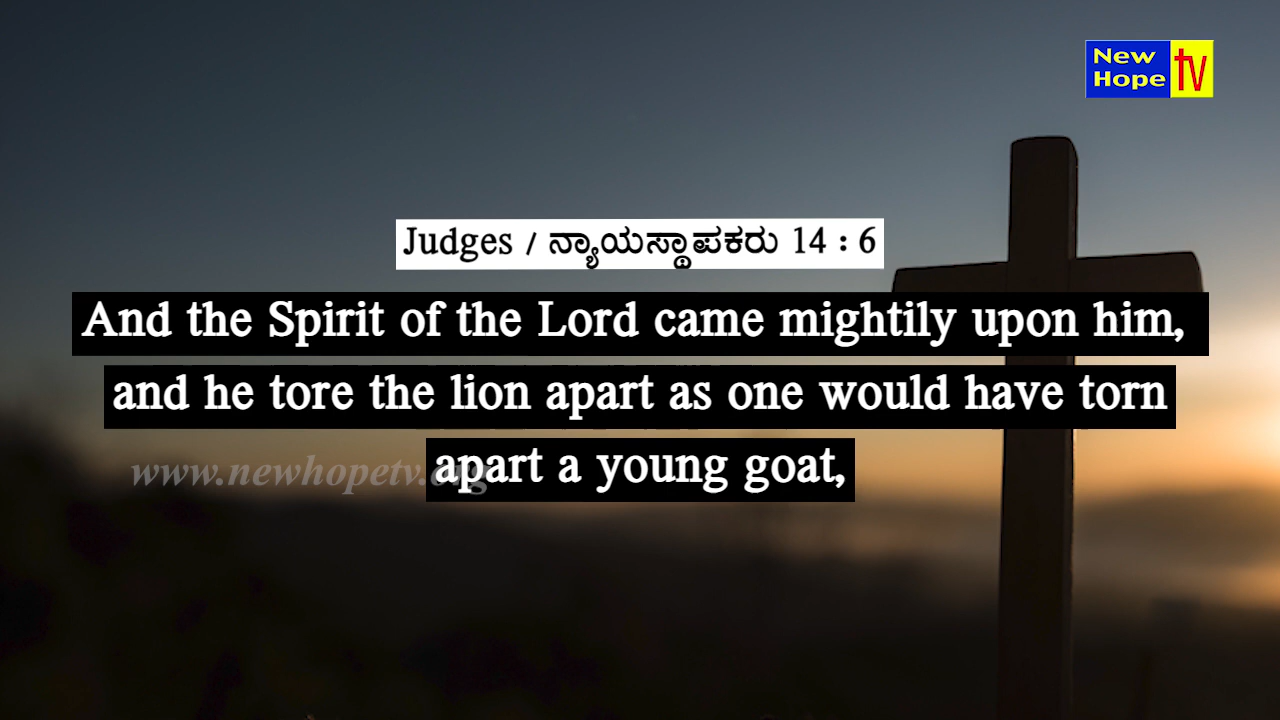 New
Hope tv
Judges / ನ್ಯಾಯಸ್ಥಾಪಕರು 14 : 6
And the Spirit of the Lord came mightily upon him,
and he tore the lion apart as one would have torn
apart a young goat,
www.newhopetv.org